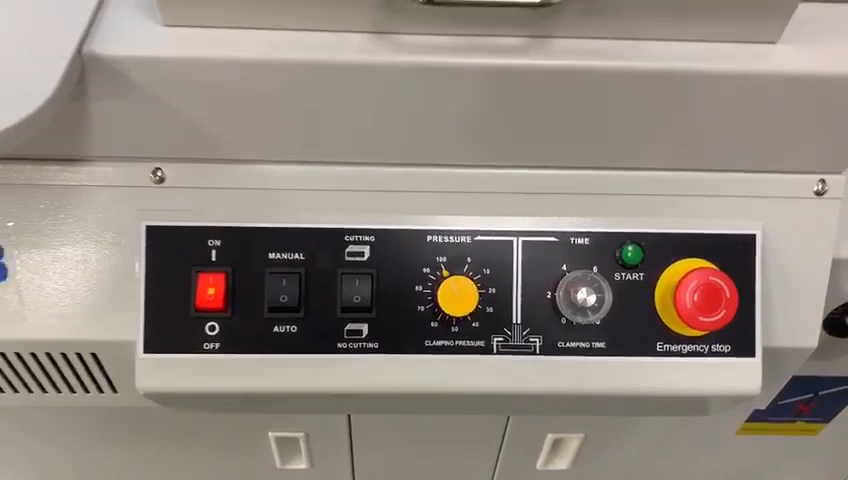 ON
I
O
OFF
MANUAL
AUTO
CUTTING
NO CUTTING
PRESSURE
100
90
80
70
60
50
40
30
20
10
CLAMPING PRESSURE
TIME
4
6
2
0
CLAMPING TIME
START
Emergency stop